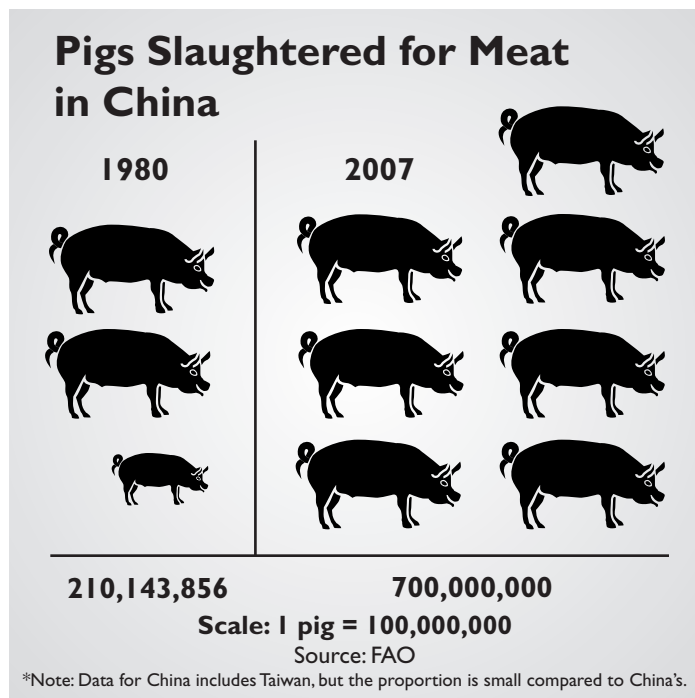 Pigs Slaughtered for Meat
in China
1980
2007
210,143,856
700,000,000
Scale: 1 pig = 100,000,000
Source: FAO
*Note: Data for China includes Taiwan, but the proportion is small compared to China's.